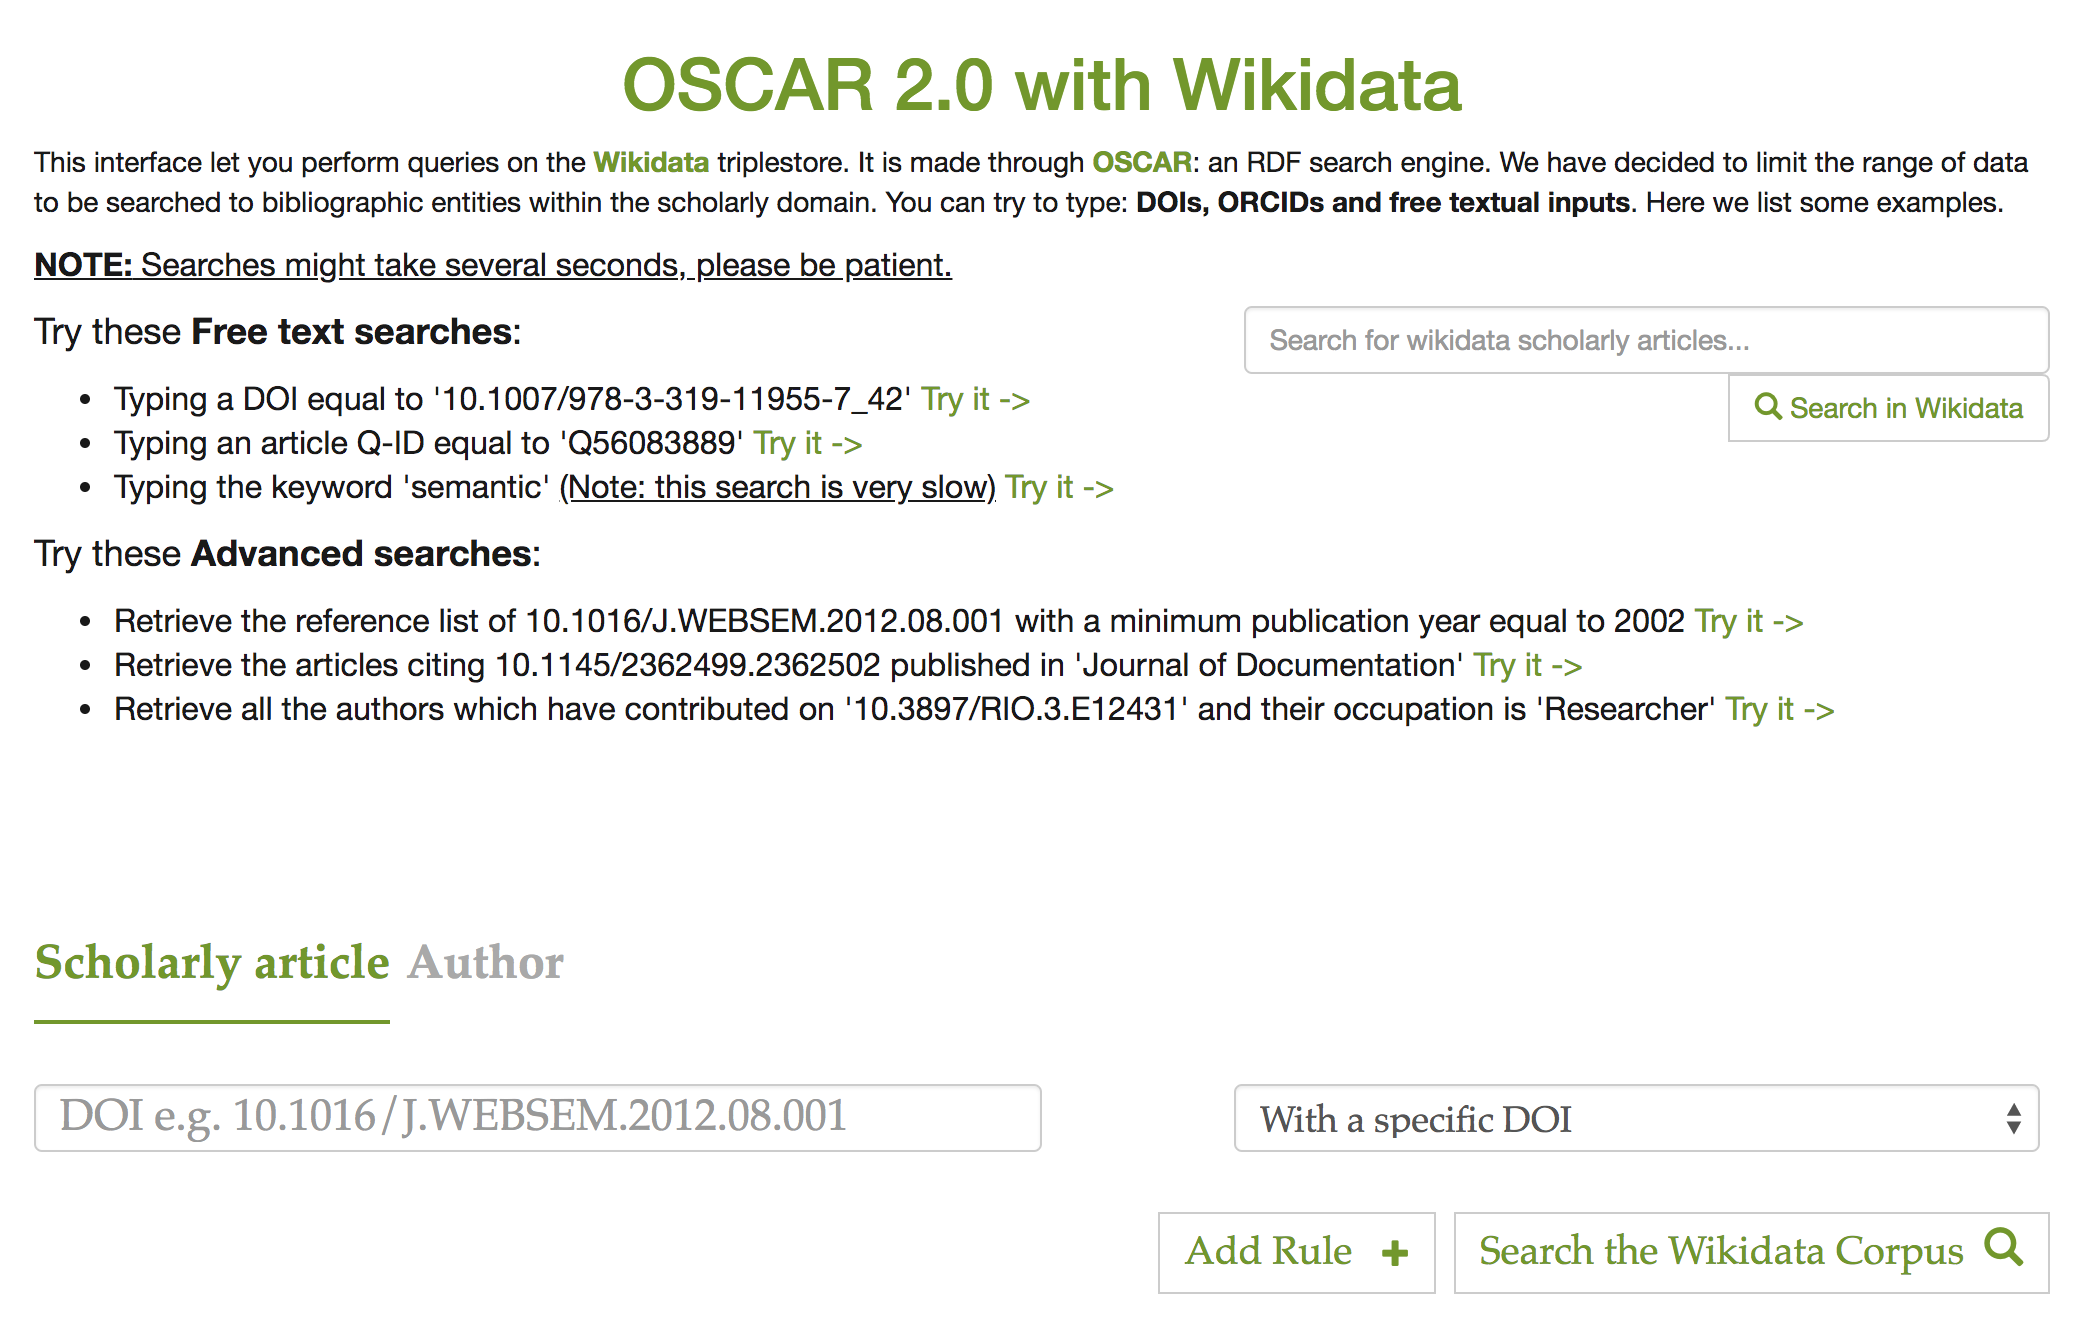 OSCAR 2.0 with Wikidata
This interface let you perform queries on the Wikidata triplestore. It is made through OSCAR: an RDF search engine. We have decided to limit the range of data
to be searched to bibliographic entities within the scholarly domain. You can try to type: DOIs, ORCIDs and free textual inputs. Here we list some examples.
NOTE: Searches might take several seconds, please be patient.
Try these Free text searches:
Search for wikidata scholarly articles...
Typing a DOI equal to '10.1007/978-3-319-11955-7_42' Try it ->
Search in Wikidata
Typing an article Q-ID equal to 'Q56083889' Try it ->
Typing the keyword 'semantic' (Note: this search is very slow) Try it ->
Try these Advanced searches:
Retrieve the reference list of 10.1016/J.WEBSEM.2012.08.001 with a minimum publication year equal to 2002 Try it ->
Retrieve the articles citing 10.1145/2362499.2362502 published in 'Journal of Documentation' Try it ->
Retrieve all the authors which have contributed on '10.3897/RIO.3.E12431' and their occupation is 'Researcher' Try it ->
Scholarly article Author
DOI e.g. 10.1016/J.WEBSEM.2012.08.001
With a specific DOI
Add Rule +
Search the Wikidata Corpus